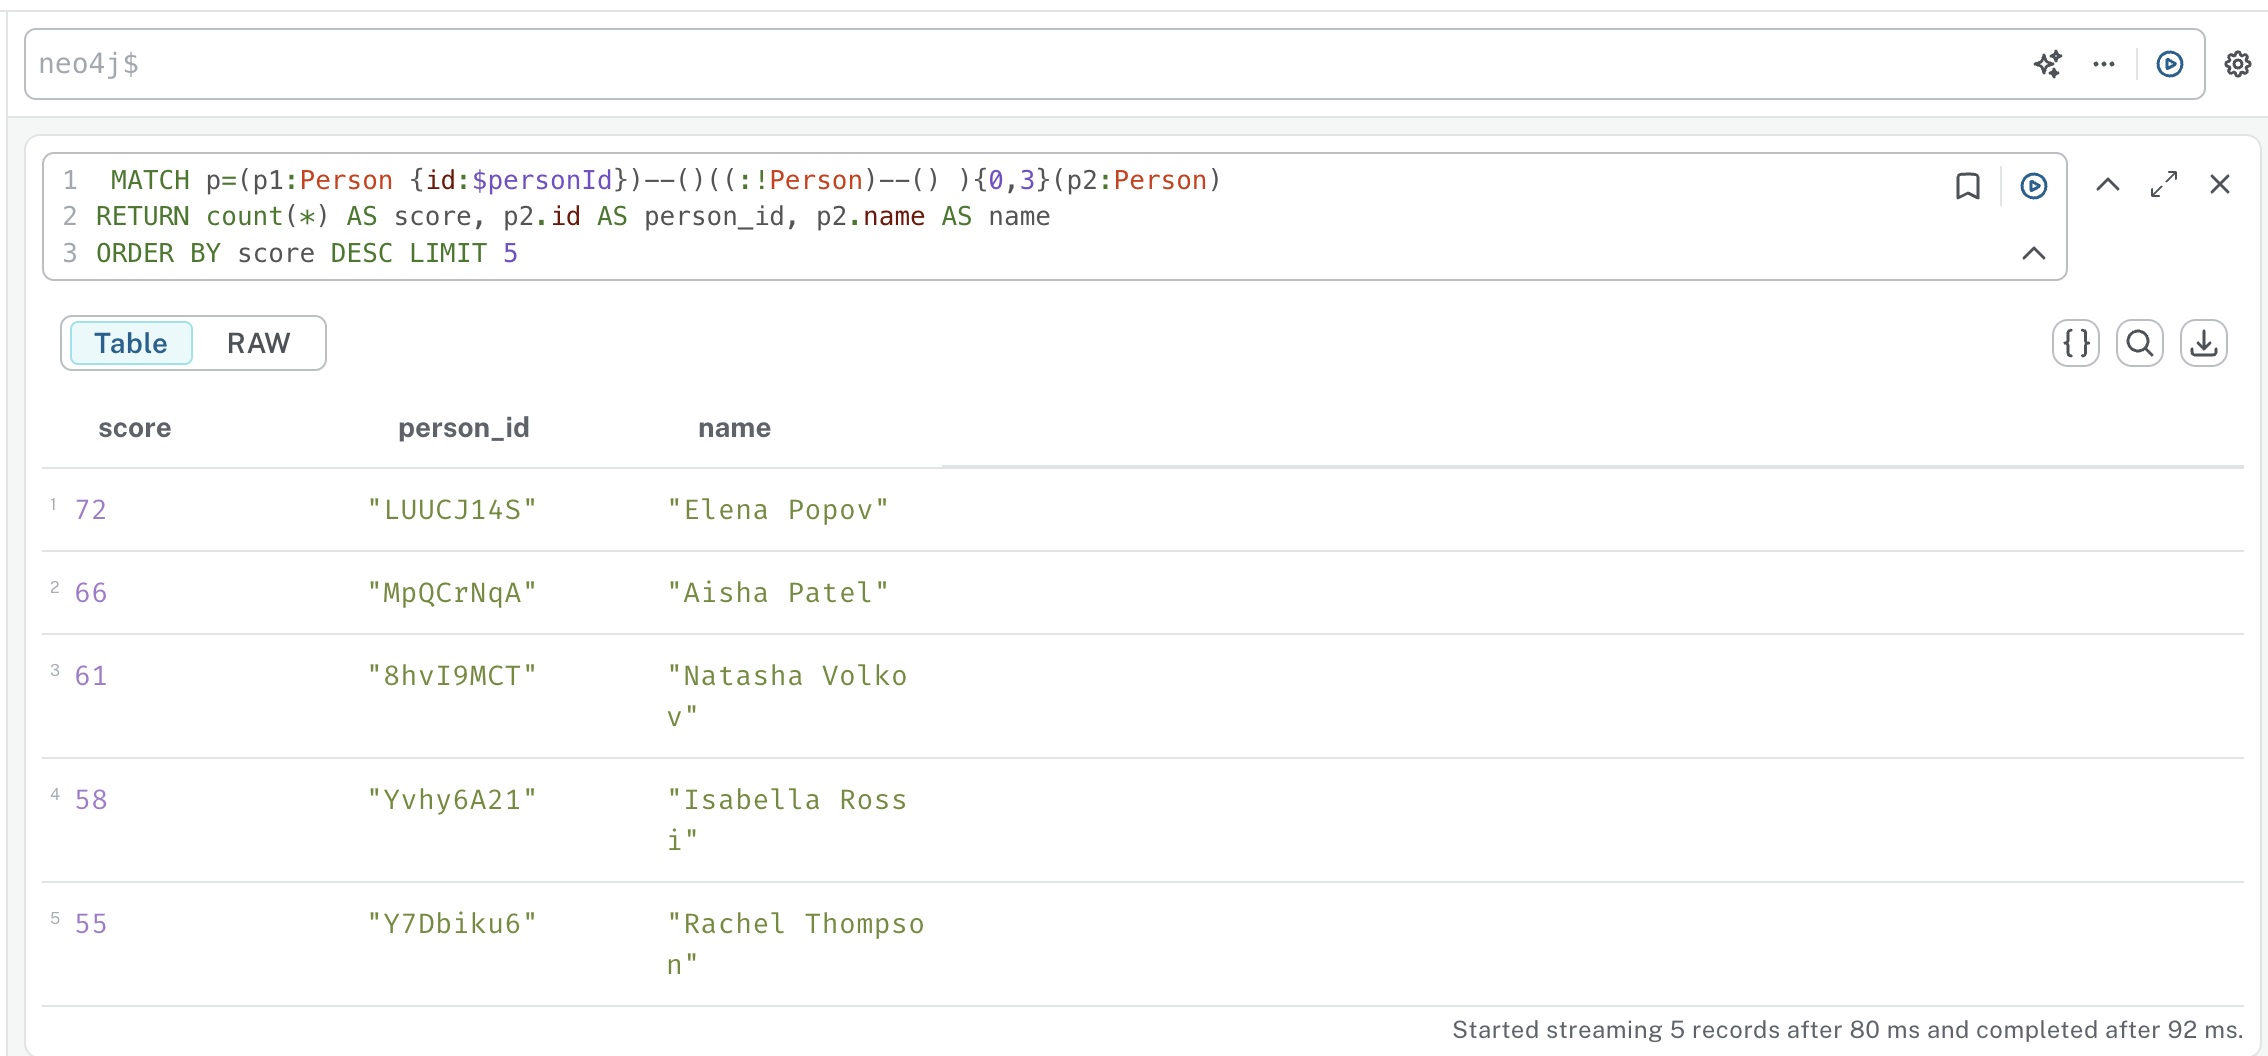 neo4j$
1 MATCH p=(p1:Person {id:$personId})--()((:!Person)--() ){0,3}(p2:Person)
2 RETURN count(*) AS score, p2.id AS person_id, p2.name AS name
3 ORDER BY score DESC LIMIT 5
Table RAW
score person_id name
1 72 "LUUCJ14S" "Elena Popov"
2 66 "MpQCrNqA" "Aisha Patel"
3 61 "8hvI9MCT" "Natasha Volko
v"
4 58 "Yvhy6A21" "Isabella Ross
i"
5 55 "Y7Dbiku6" "Rachel Thompso
n"
Started streaming 5 records after 80 ms and completed after 92 ms.